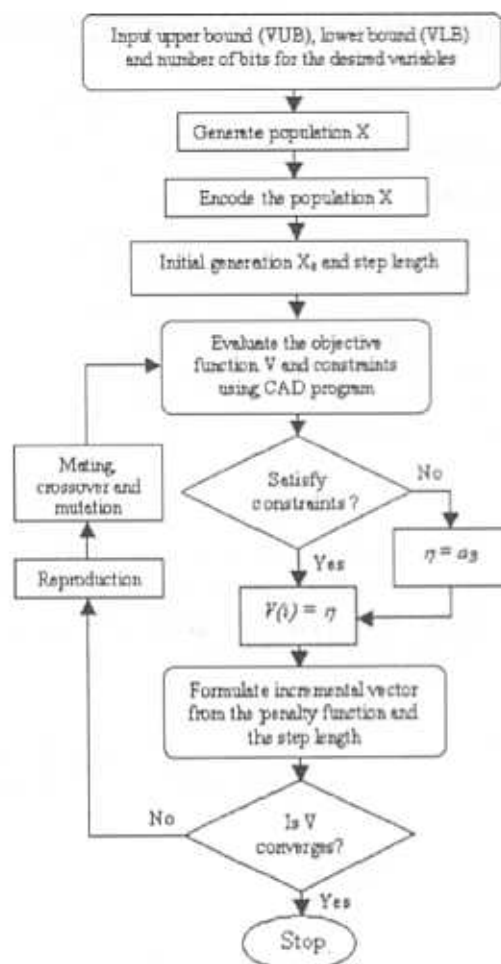 Input upper bound (VUB), lower bound (VLB)
and number of bits for the desired variables
Generate population X
Encode the population X
Initial generation X₀ and step length
Evaluate the objective
function V and constraints
using CAD program
Mating,
crossover and
mutation
Satisfy
constraints?
No
Yes
Reproduction
V(i) = η
Formulate incremental vector
from the penalty function and
the step length
No
Is V
converges?
Yes
Stop